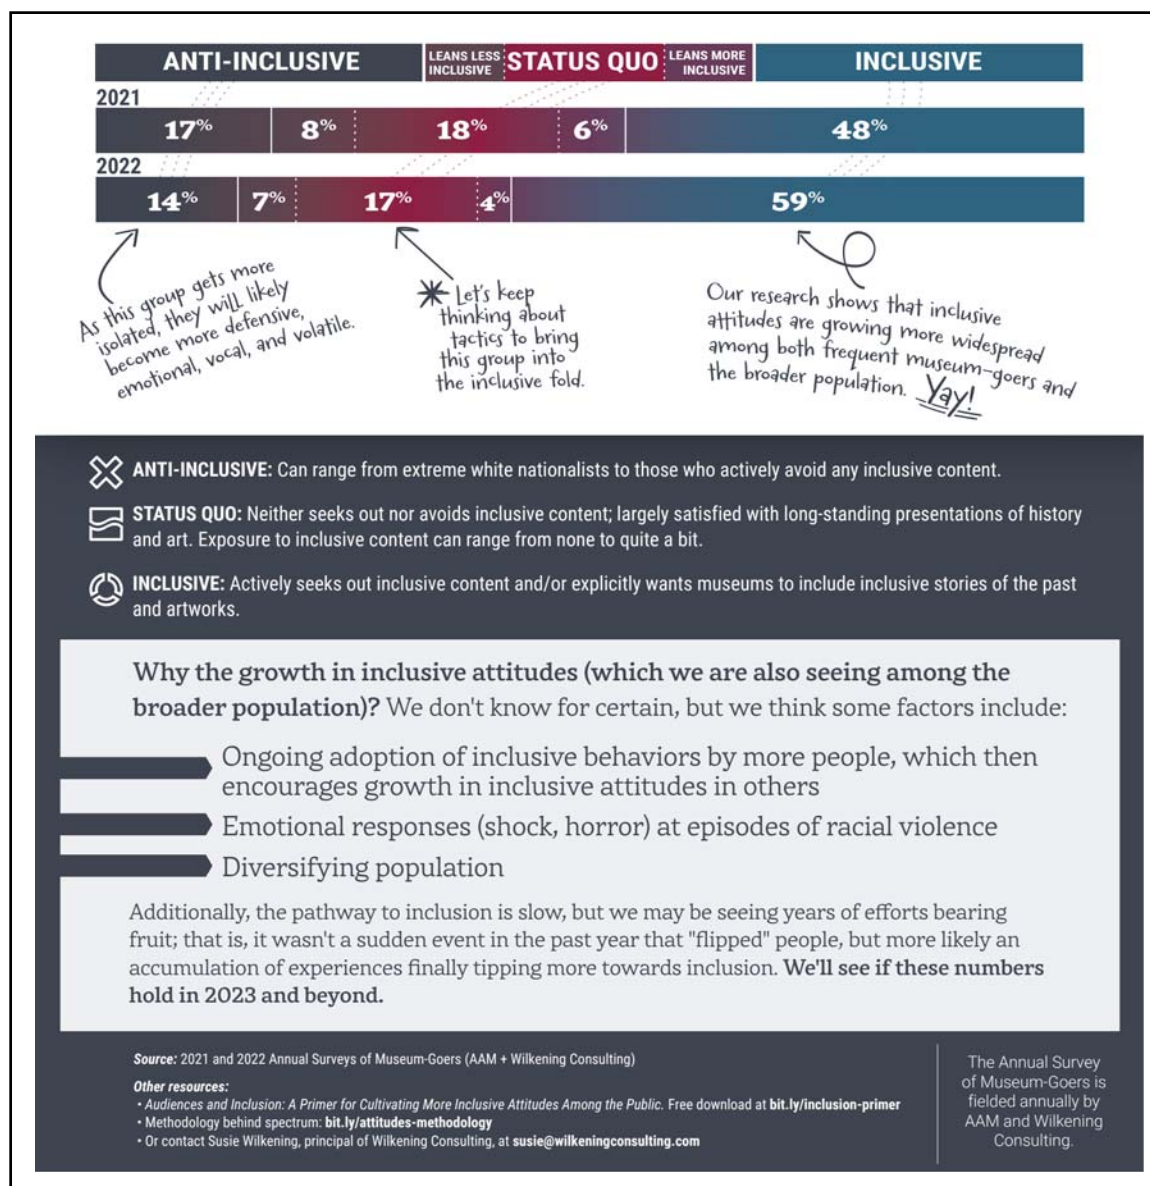 ANTI-INCLUSIVE
LEANS LESS
INCLUSIVE
STATUS QUO
LEANS MORE
INCLUSIVE
INCLUSIVE
2021
17%
8%
18%
6%
48%
2022
14%
7%
17%
4%
59%
As this group gets more
isolated, they will likely
become more defensive,
emotional, vocal, and volatile.
Let's keep
thinking about
tactics to bring
this group into
the inclusive fold.
Our research shows that inclusive
attitudes are growing more widespread
among both frequent museum-goers and
the broader population. Yay!
ANTI-INCLUSIVE: Can range from extreme white nationalists to those who actively avoid any inclusive content.
STATUS QUO: Neither seeks out nor avoids inclusive content; largely satisfied with long-standing presentations of history
and art. Exposure to inclusive content can range from none to quite a bit.
INCLUSIVE: Actively seeks out inclusive content and/or explicitly wants museums to include inclusive stories of the past
and artworks.
Why the growth in inclusive attitudes (which we are also seeing among the
broader population)? We don't know for certain, but we think some factors include:
Ongoing adoption of inclusive behaviors by more people, which then
encourages growth in inclusive attitudes in others
Emotional responses (shock, horror) at episodes of racial violence
Diversifying population
Additionally, the pathway to inclusion is slow, but we may be seeing years of efforts bearing
fruit; that is, it wasn't a sudden event in the past year that "flipped" people, but more likely an
accumulation of experiences finally tipping more towards inclusion. We'll see if these numbers
hold in 2023 and beyond.
Source: 2021 and 2022 Annual Surveys of Museum-Goers (AAM + Wilkening Consulting)
Other resources:
• Audiences and Inclusion: A Primer for Cultivating More Inclusive Attitudes Among the Public. Free download at bit.ly/inclusion-primer
• Methodology behind spectrum: bit.ly/attitudes-methodology
• Or contact Susie Wilkening, principal of Wilkening Consulting, at susie@wilkeningconsulting.com
The Annual Survey
of Museum-Goers is
fielded annually by
AAM and Wilkening
Consulting.